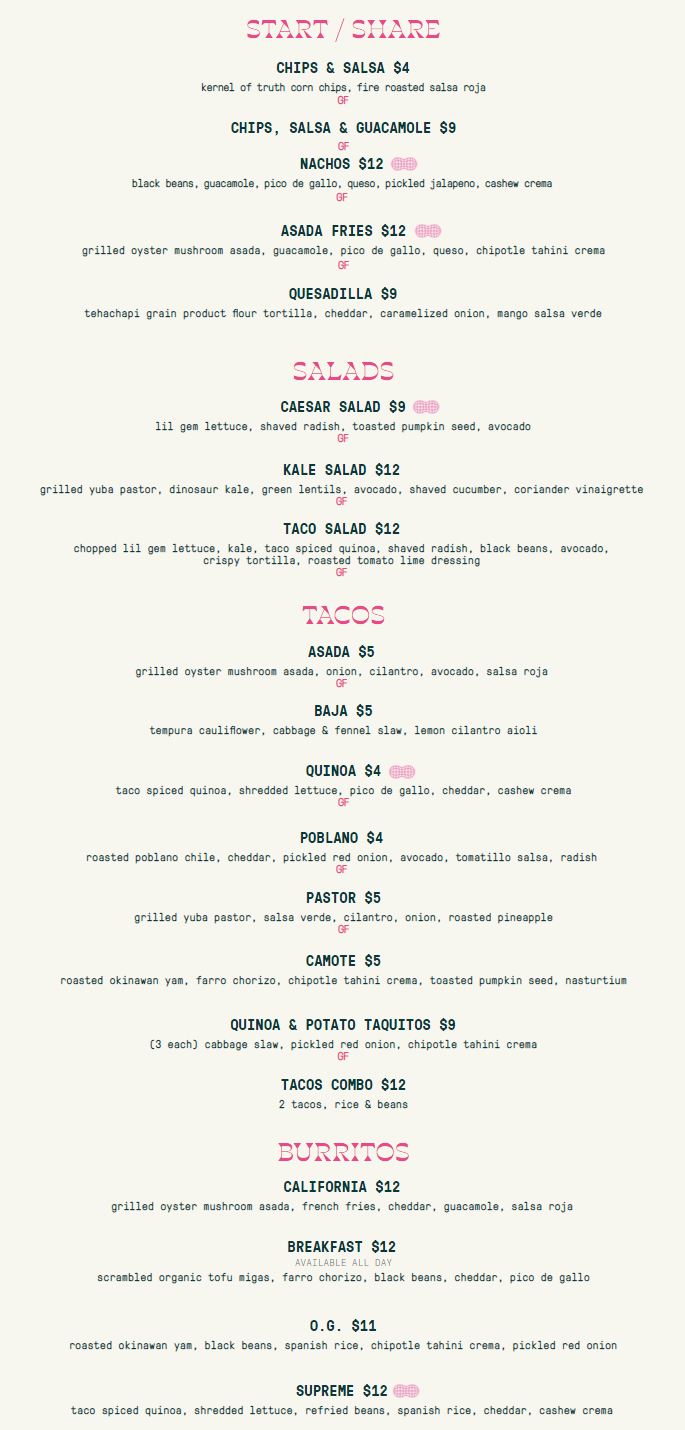 START / SHARE
CHIPS & SALSA $4
kernel of truth corn chips, fire roasted salsa roja
GF
CHIPS, SALSA & GUACAMOLE $9
GF
NACHOS $12
black beans, guacamole, pico de gallo, queso, pickled jalapeno, cashew crema
GF
ASADA FRIES $12
grilled oyster mushroom asada, guacamole, pico de gallo, queso, chipotle tahini crema
GF
QUESADILLA $9
tehachapi grain product flour tortilla, cheddar, caramelized onion, mango salsa verde
SALADS
CAESAR SALAD $9
lil gem lettuce, shaved radish, toasted pumpkin seed, avocado
GF
KALE SALAD $12
grilled yuba pastor, dinosaur kale, green lentils, avocado, shaved cucumber, coriander vinaigrette
GF
TACO SALAD $12
chopped lil gem lettuce, kale, taco spiced quinoa, shaved radish, black beans, avocado,
crispy tortilla, roasted tomato lime dressing
GF
TACOS
ASADA $5
grilled oyster mushroom asada, onion, cilantro, avocado, salsa roja
GF
BAJA $5
tempura cauliflower, cabbage & fennel slaw, lemon cilantro aioli
QUINOA $4
taco spiced quinoa, shredded lettuce, pico de gallo, cheddar, cashew crema
GF
POBLANO $4
roasted poblano chile, cheddar, pickled red onion, avocado, tomatillo salsa, radish
GF
PASTOR $5
grilled yuba pastor, salsa verde, cilantro, onion, roasted pineapple
GF
CAMOTE $5
roasted okinawan yam, farro chorizo, chipotle tahini crema, toasted pumpkin seed, nasturtium
QUINOA & POTATO TAQUITOS $9
(3 each) cabbage slaw, pickled red onion, chipotle tahini crema
GF
TACOS COMBO $12
2 tacos, rice & beans
BURRITOS
CALIFORNIA $12
grilled oyster mushroom asada, french fries, cheddar, guacamole, salsa roja
BREAKFAST $12
AVAILABLE ALL DAY
scrambled organic tofu migas, farro chorizo, black beans, cheddar, pico de gallo
O.G. $11
roasted okinawan yam, black beans, spanish rice, chipotle tahini crema, pickled red onion
SUPREME $12
taco spiced quinoa, shredded lettuce, refried beans, spanish rice, cheddar, cashew crema